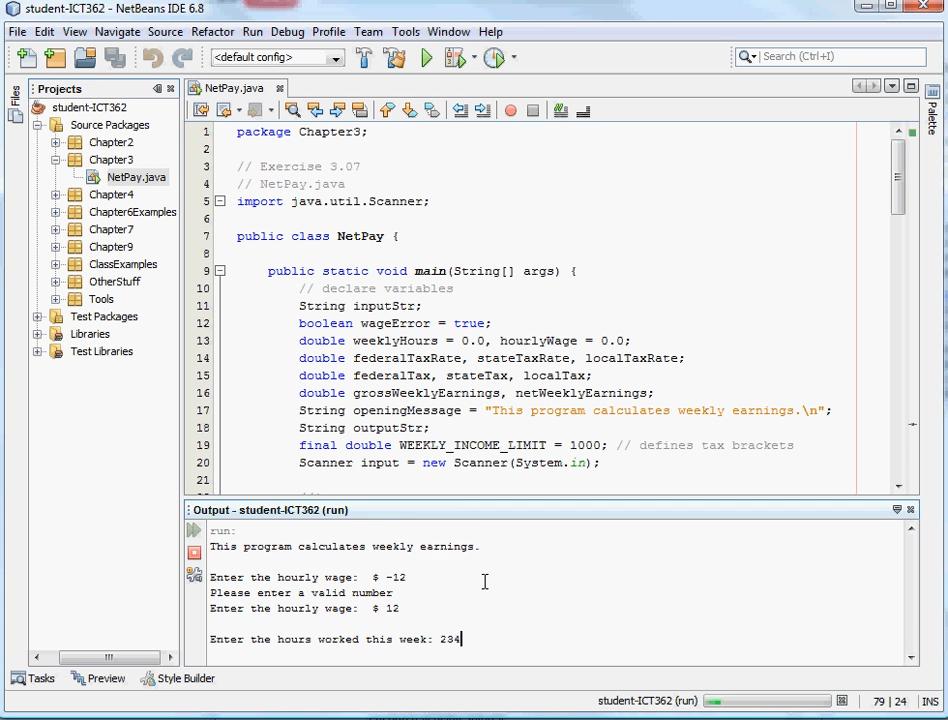 student-ICT362 - NetBeans IDE 6.8
File Edit View Navigate Source Refactor Run Debug Profile Team Tools Window Help
<default config> Search (Ctrl+I)
Files
Projects
student-ICT362
Source Packages
Chapter2
Chapter3
NetPay.java
Chapter4
Chapter6Examples
Chapter7
Chapter9
ClassExamples
OtherStuff
Tools
Test Packages
Libraries
Test Libraries
NetPay.java
Palette
1 package Chapter3;
2
3 // Exercise 3.07
4 // NetPay.java
5 import java.util.Scanner;
6
7 public class NetPay {
8
9 public static void main(String[] args) {
10 // declare variables
11 String inputStr;
12 boolean wageError = true;
13 double weeklyHours = 0.0, hourlyWage = 0.0;
14 double federalTaxRate, stateTaxRate, localTaxRate;
15 double federalTax, stateTax, localTax;
16 double grossWeeklyEarnings, netWeeklyEarnings;
17 String openingMessage = "This program calculates weekly earnings.\n";
18 String outputStr;
19 final double WEEKLY_INCOME_LIMIT = 1000; // defines tax brackets
20 Scanner input = new Scanner(System.in);
21
Output - student-ICT362 (run)
run:
This program calculates weekly earnings.
Enter the hourly wage: $ -12
Please enter a valid number
Enter the hourly wage: $ 12
Enter the hours worked this week: 234
Tasks Preview Style Builder
student-ICT362 (run) 79 | 24 INS